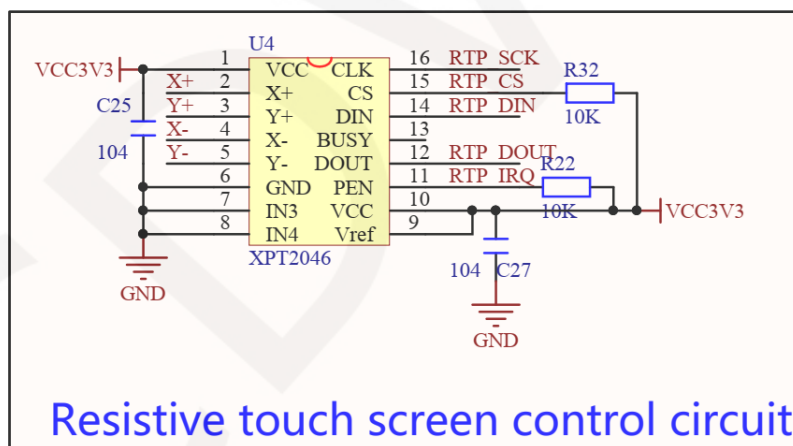 U4
VCC3V3 1 VCC CLK 16 RTP_SCK
X+ 2 X+ CS 15 RTP_CS R32
C25 Y+ 3 Y+ DIN 14 RTP_DIN 10K
X- 4 X- BUSY 13
104 Y- 5 Y- DOUT 12 RTP_DOUT R22
6 GND PEN 11 RTP_IRQ 10K
7 IN3 VCC 10 VCC3V3
8 IN4 Vref 9
XPT2046 104 C27
GND
GND
Resistive touch screen control circuit